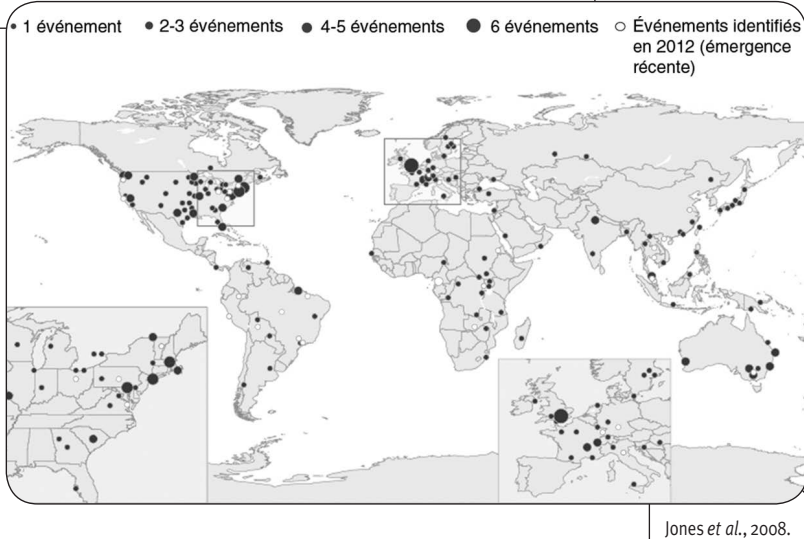 1 événement 2-3 événements 4-5 événements 6 événements Événements identifiés
en 2012 (émergence
récente)
Jones et al., 2008.